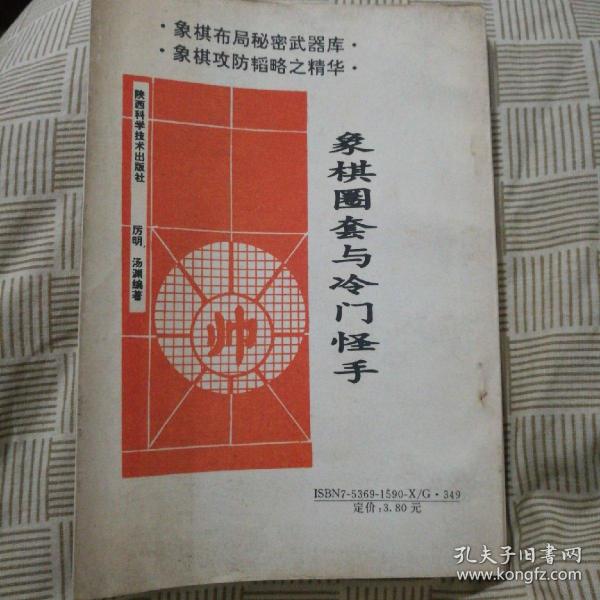 ·象棋布局秘密武器库·
·象棋攻防韬略之精华·
陕西科学技术出版社
厉明、汤渊编著
帅
象棋圈套与冷门怪手
ISBN7-5369-1590-X/G·349
定价:3.80元
孔夫子旧书网
www.kongfz.com